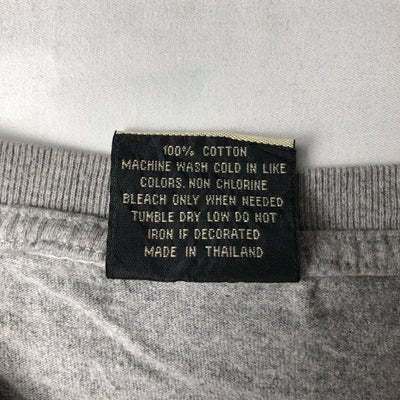 100% COTTON
MACHINE WASH COLD IN LIKE
COLORS. NON CHLORINE
BLEACH ONLY WHEN NEEDED
TUMBLE DRY LOW DO NOT
IRON IF DECORATED
MADE IN THAILAND